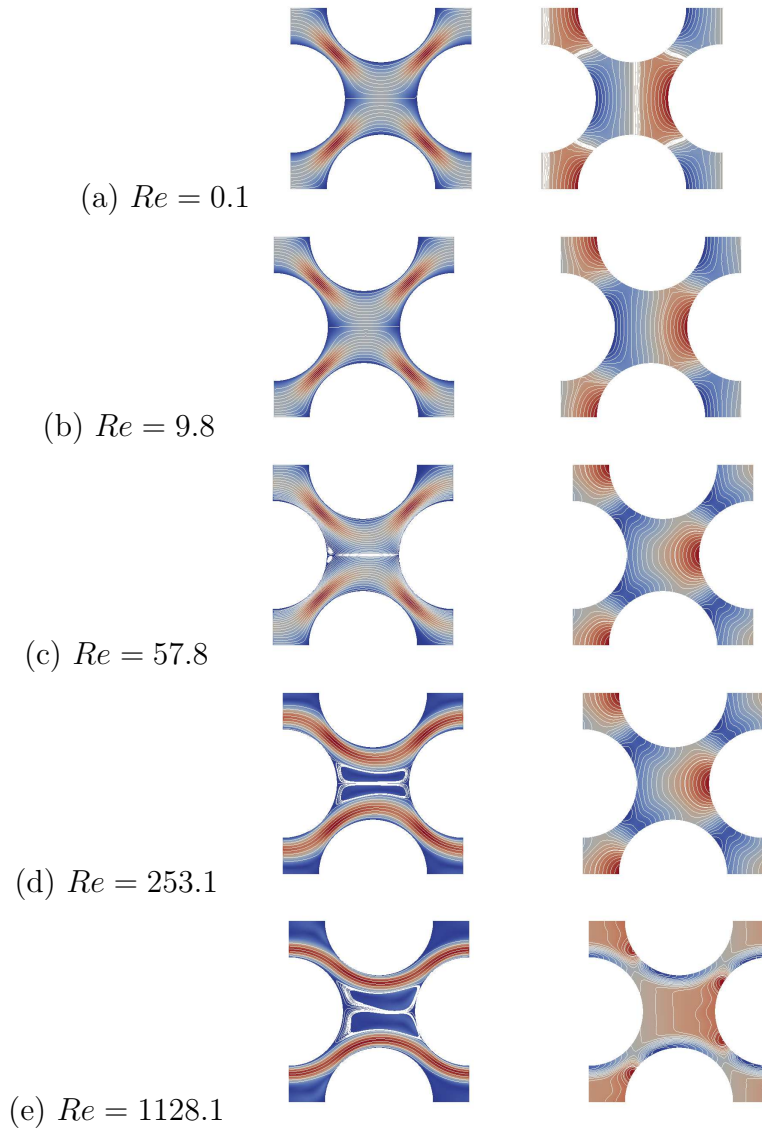 (a) Re = 0.1
(b) Re = 9.8
(c) Re = 57.8
(d) Re = 253.1
(e) Re = 1128.1